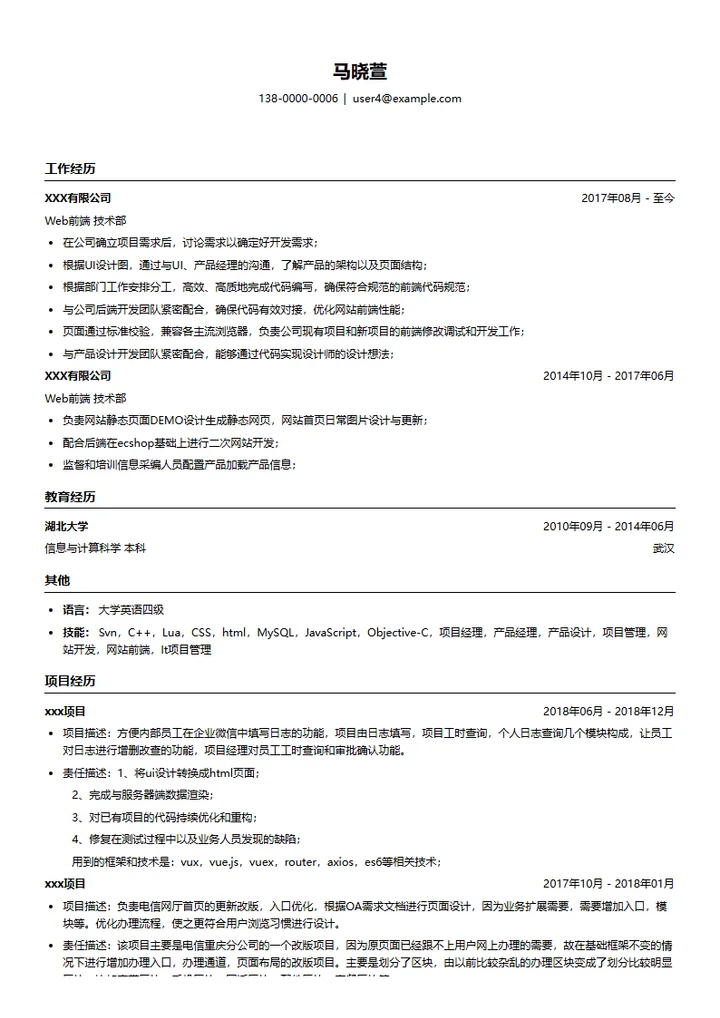 马晓萱
138-0000-0006 | user4@example.com
工作经历
XXX有限公司 2017年08月 - 至今
Web前端 技术部
• 在公司确立项目需求后，讨论需求以确定好开发需求；
• 根据UI设计图，通过与UI、产品经理的沟通，了解产品的架构以及页面结构；
• 根据部门工作安排分工，高效、高质地完成代码编写，确保符合规范的前端代码规范；
• 与公司后端开发团队紧密配合，确保代码有效对接，优化网站前端性能；
• 页面通过标准校验，兼容各主流浏览器，负责公司现有项目和新项目的前端修改调试和开发工作；
• 与产品设计开发团队紧密配合，能够通过代码实现设计师的设计想法；
XXX有限公司 2014年10月 - 2017年06月
Web前端 技术部
• 负责网站静态页面DEMO设计生成静态网页，网站首页日常图片设计与更新；
• 配合后端在ecshop基础上进行二次网站开发；
• 监督和培训信息采编人员配置产品加载产品信息；
教育经历
湖北大学 2010年09月 - 2014年06月
信息与计算科学 本科 武汉
其他
• 语言： 大学英语四级
• 技能： Svn，C++，Lua，CSS，html，MySQL，JavaScript，Objective-C，项目经理，产品经理，产品设计，项目管理，网
站开发，网站前端，It项目管理
项目经历
xxx项目 2018年06月 - 2018年12月
• 项目描述：方便内部员工在企业微信中填写日志的功能，项目由日志填写，项目工时查询，个人日志查询几个模块构成，让员工
对日志进行增删改查的功能，项目经理对员工工时查询和审批确认功能。
• 责任描述：1、将ui设计转换成html页面；
2、完成与服务器端数据渲染；
3、对已有项目的代码持续优化和重构；
4、修复在测试过程中以及业务人员发现的缺陷；
用到的框架和技术是：vux，vue.js，vuex，router，axios，es6等相关技术；
xxx项目 2017年10月 - 2018年01月
• 项目描述：负责电信网厅首页的更新改版，入口优化，根据OA需求文档进行页面设计，因为业务扩展需要，需要增加入口，模
块等。优化办理流程，使之更符合用户浏览习惯进行设计。
• 责任描述：该项目主要是电信重庆分公司的一个改版项目，因为原页面已经跟不上用户网上办理的需要，故在基础框架不变的情
况下进行增加办理入口，办理通道，页面布局的改版项目。主要是划分了区块，由以前比较杂乱的办理区块变成了划分比较明显